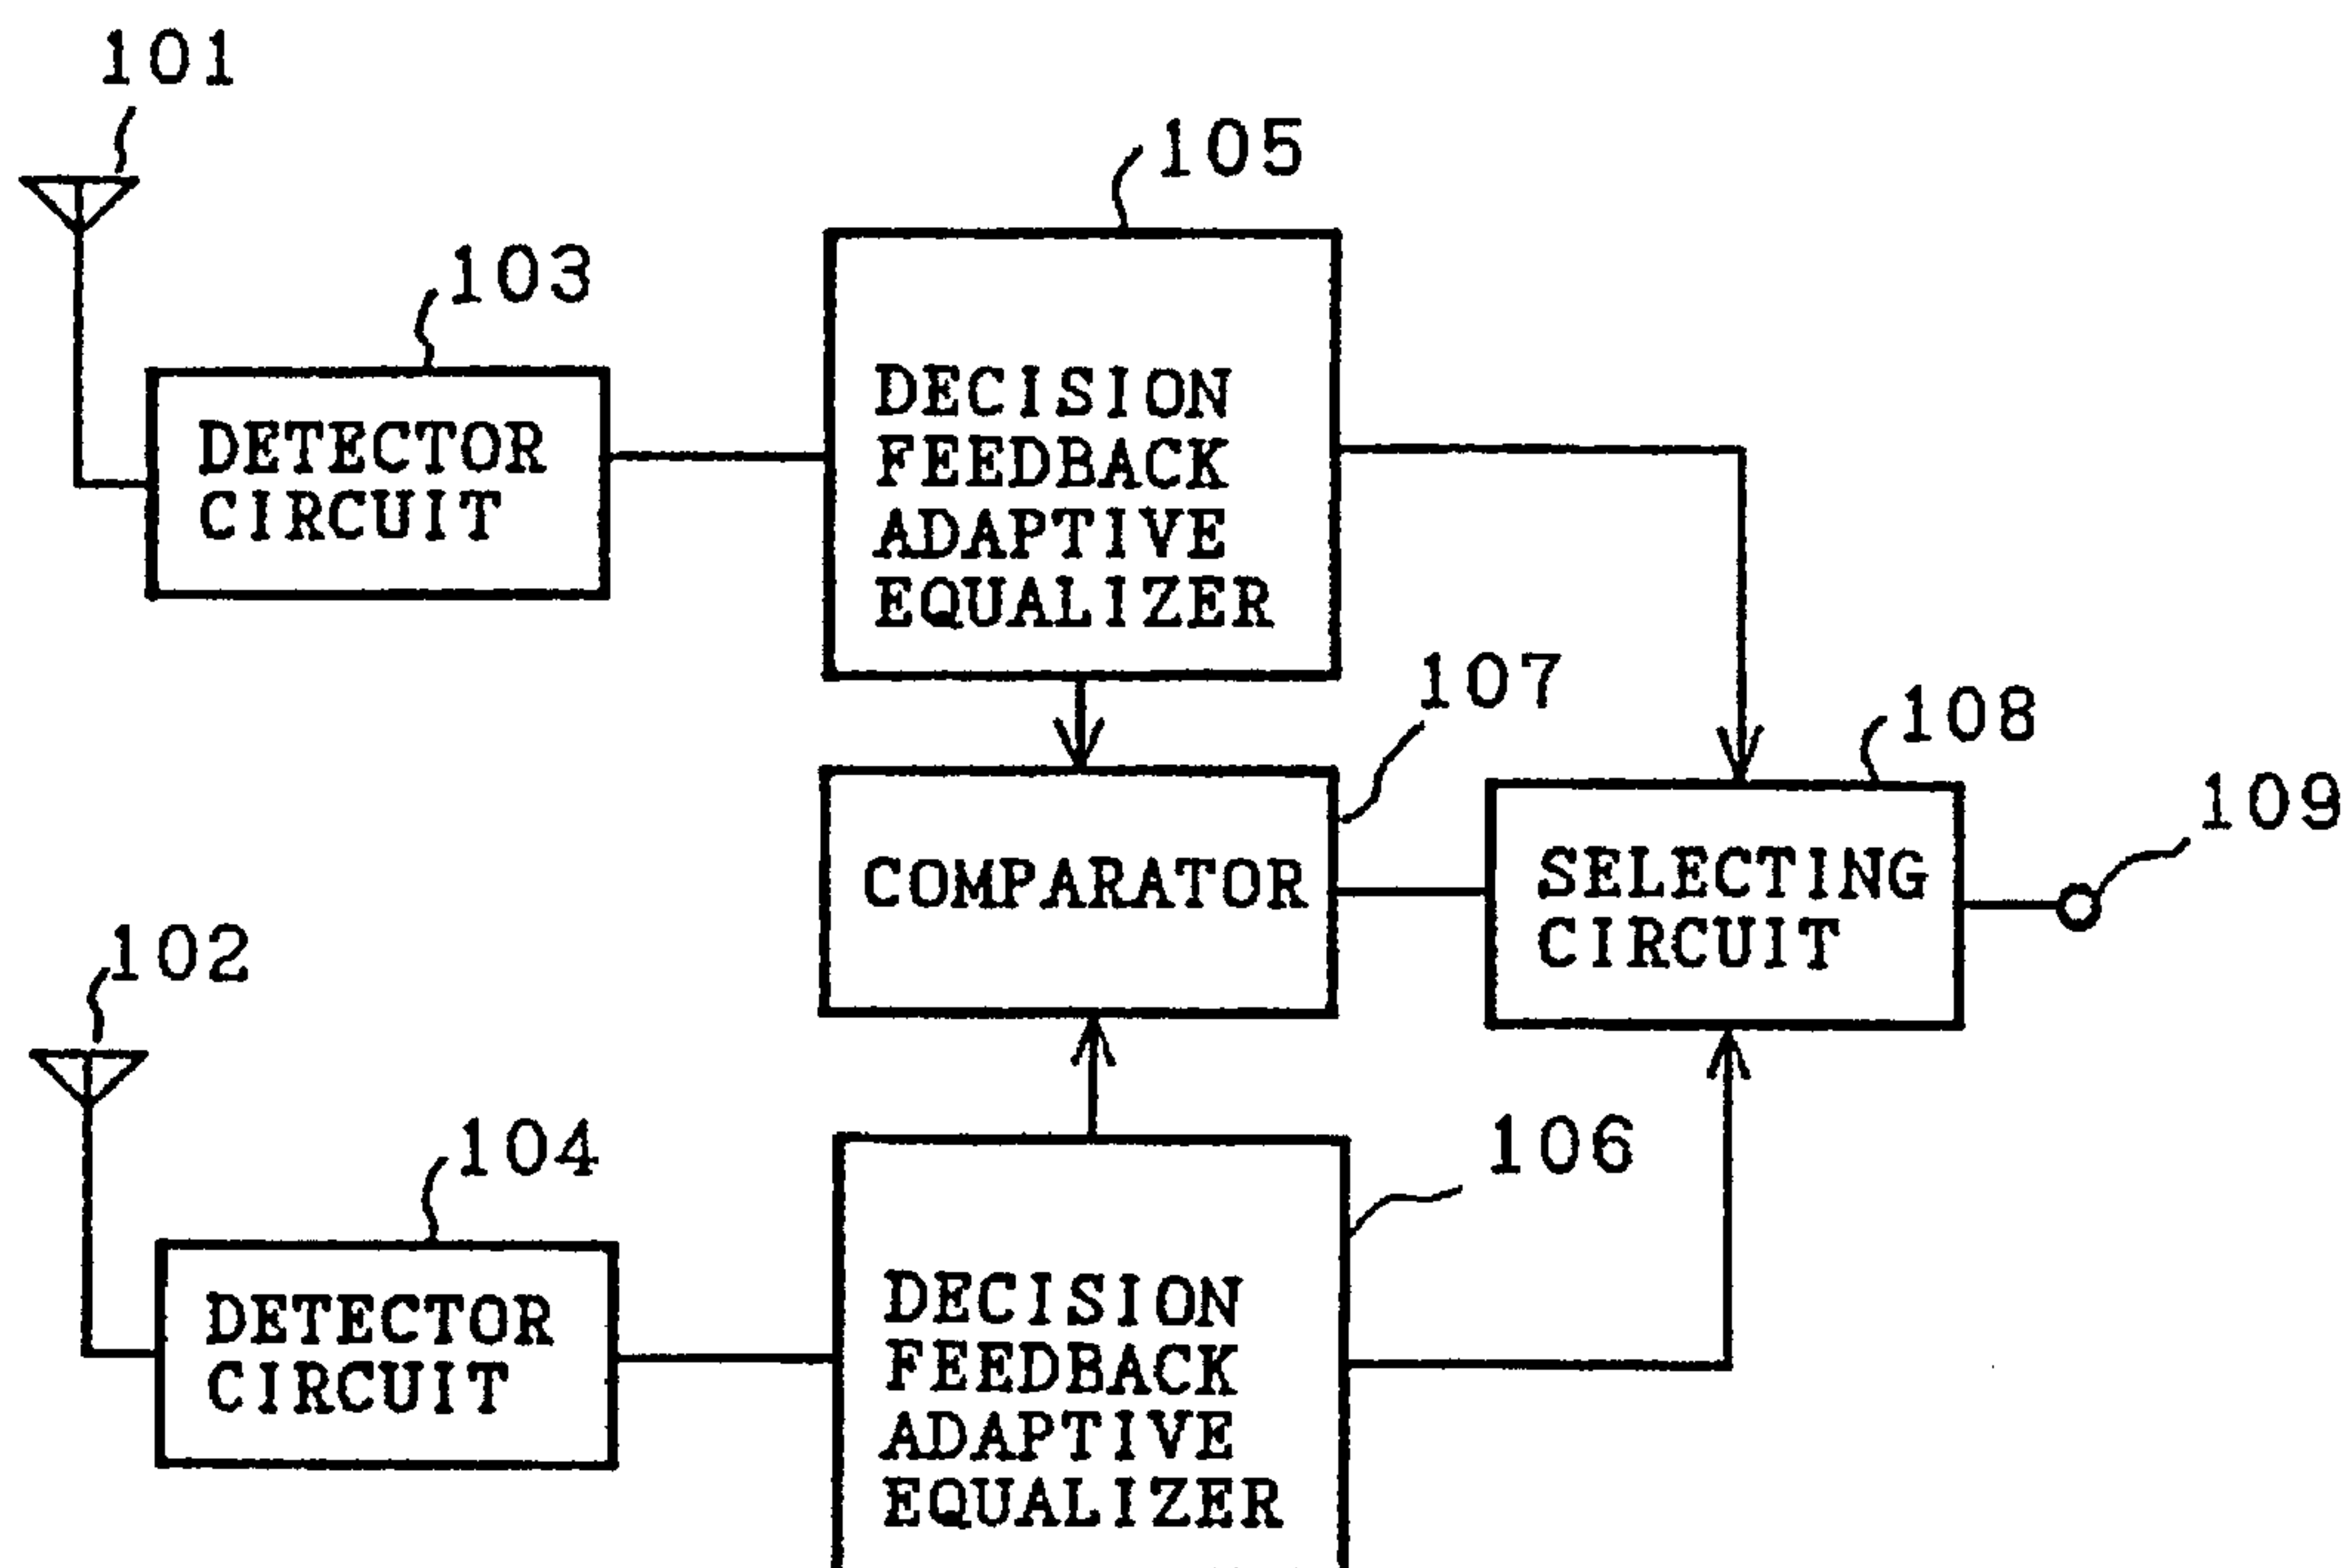 101
105
103
DETECTOR
CIRCUIT
DECISION
FEEDBACK
ADAPTIVE
EQUALIZER
107
108
109
COMPARATOR
SELECTING
CIRCUIT
102
104
106
DETECTOR
CIRCUIT
DECISION
FEEDBACK
ADAPTIVE
EQUALIZER